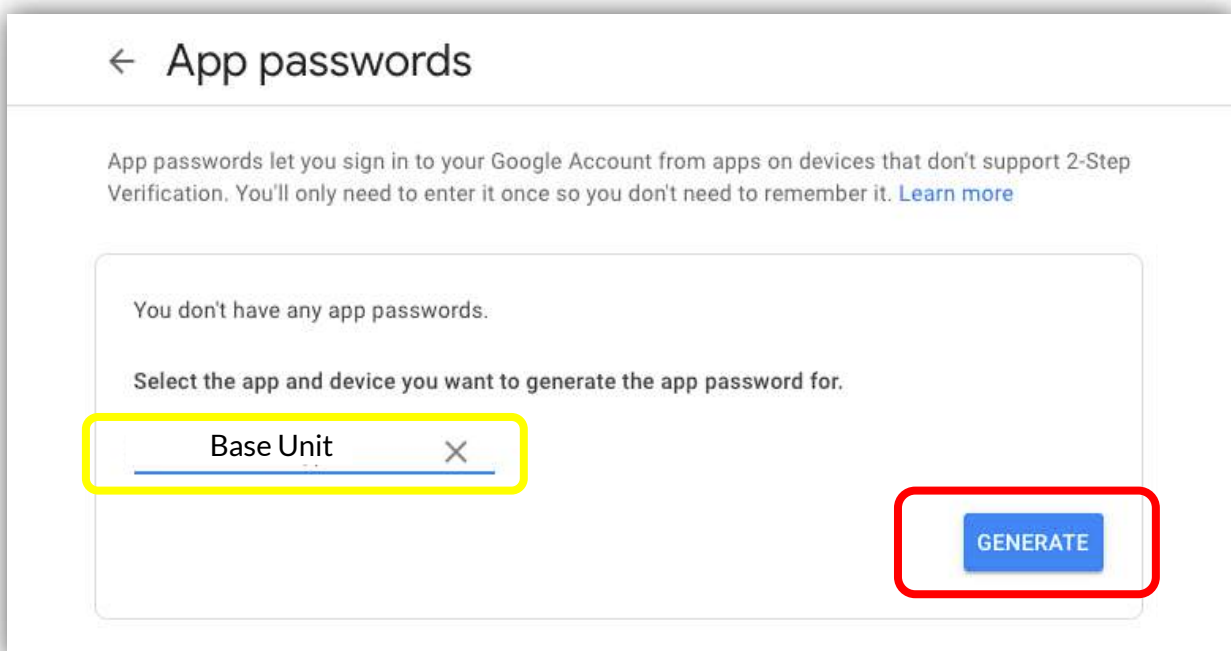 App passwords
App passwords let you sign in to your Google Account from apps on devices that don't support 2-Step
Verification. You'll only need to enter it once so you don't need to remember it. Learn more
You don't have any app passwords.
Select the app and device you want to generate the app password for.
Base Unit
GENERATE